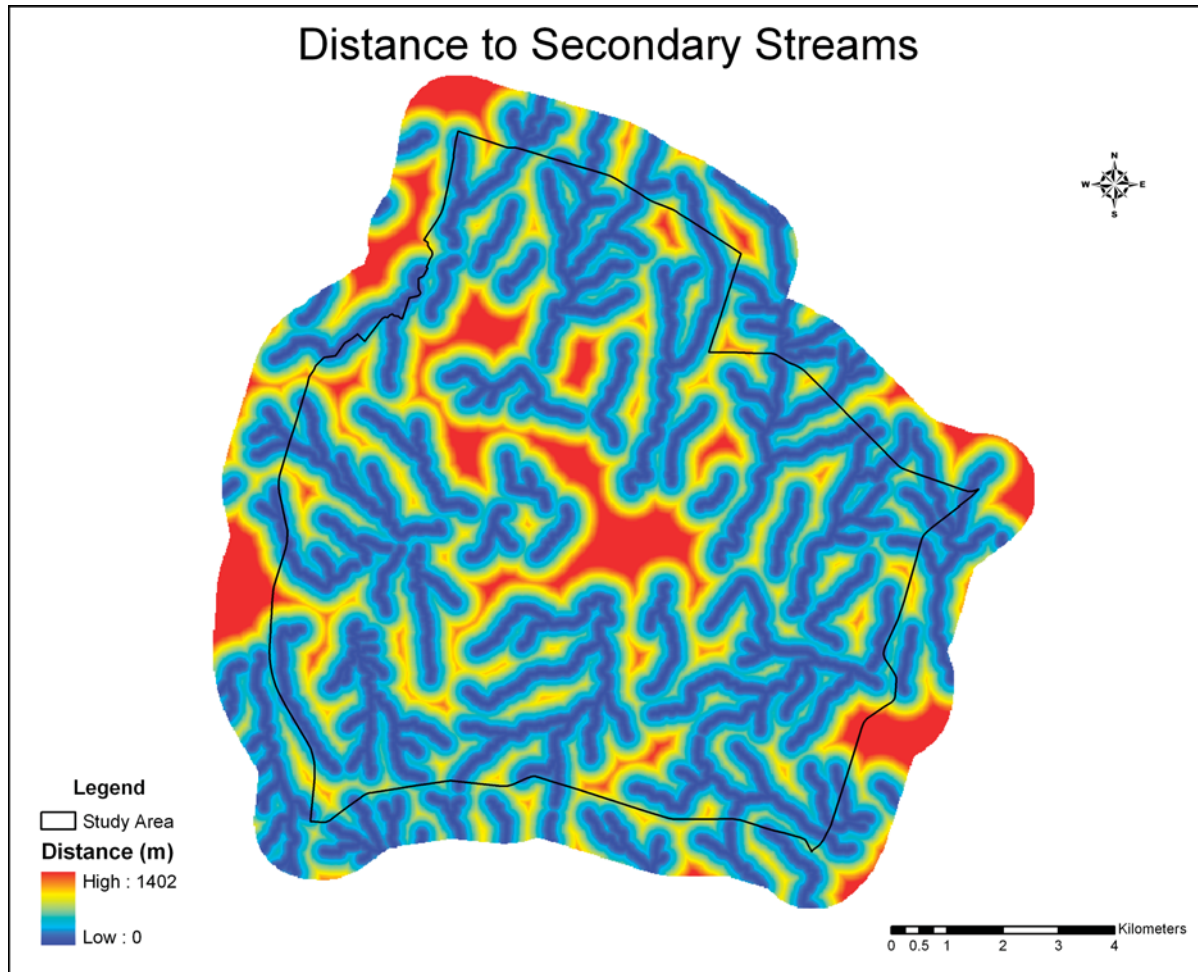 Distance to Secondary Streams
N
W E
S
Legend
Study Area
Distance (m)
High : 1402
Low : 0
Kilometers
0 0.5 1 2 3 4